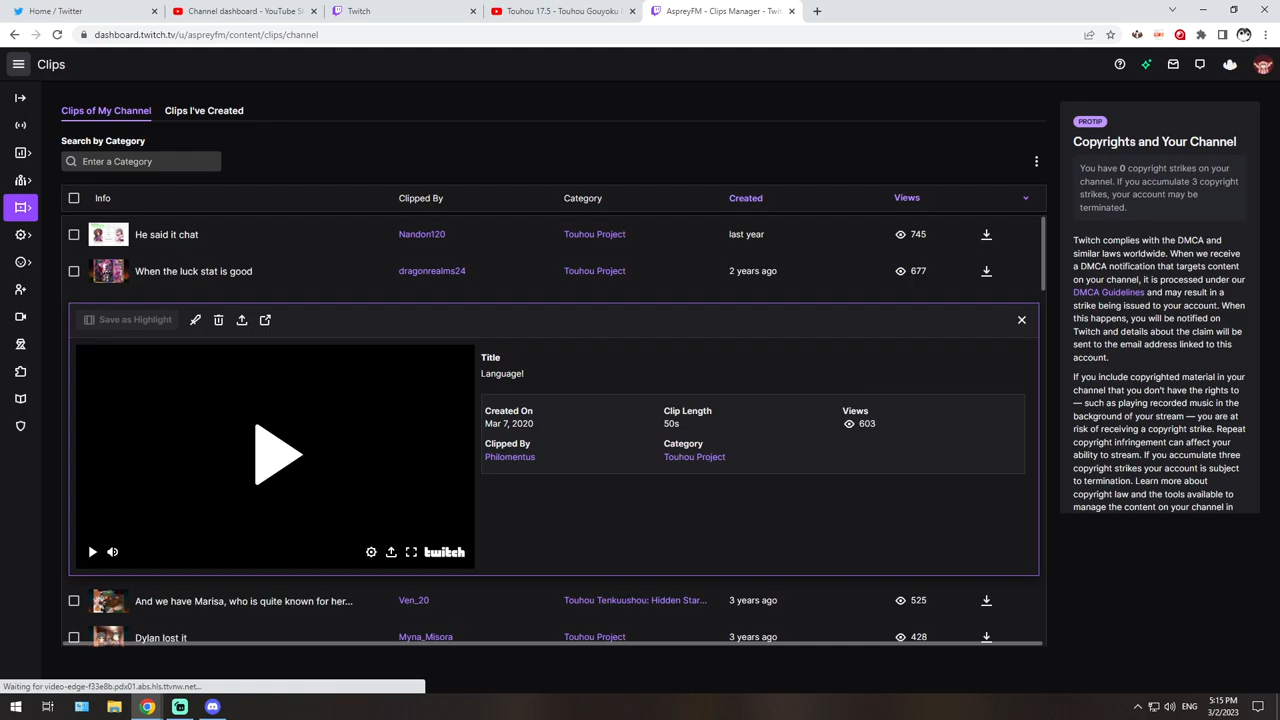 Home / Twitter
Channel dashboard - YouTube St
Twitch
Touhou 17.5 - Touhou Gouyoku
AspreyFM - Clips Manager - Twit
dashboard.twitch.tv/u/aspreyfm/content/clips/channel
Clips
Clips of My Channel Clips I've Created
Search by Category
Enter a Category
Info Clipped By Category Created Views
He said it chat Nandon120 Touhou Project last year 745
When the luck stat is good dragonrealms24 Touhou Project 2 years ago 677
Save as Highlight
Title
Language!
Created On Clip Length Views
Mar 7, 2020 50s 603
Clipped By Category
Philomentus Touhou Project
twitch
And we have Marisa, who is quite known for her... Ven_20 Touhou Tenkuushou: Hidden Star... 3 years ago 525
Dylan lost it Myna_Misora Touhou Project 3 years ago 428
PROTIP
Copyrights and Your Channel
You have 0 copyright strikes on your
channel. If you accumulate 3 copyright
strikes, your account may be
terminated.
Twitch complies with the DMCA and
similar laws worldwide. When we receive
a DMCA notification that targets content
on your channel, it is processed under our
DMCA Guidelines and may result in a
strike being issued to your account. When
this happens, you will be notified on
Twitch and details about the claim will be
sent to the email address linked to this
account.
If you include copyrighted material in your
channel that you don't have the rights to
— such as playing recorded music in the
background of your stream — you are at
risk of receiving a copyright strike. Repeat
copyright infringement can affect your
ability to stream. If you accumulate three
copyright strikes your account is subject
to termination. Learn more about
copyright law and the tools available to
manage the content on your channel in
Waiting for video-edge-f33e8b.pdx01.abs.hls.ttvnw.net...
ENG
5:15 PM
3/2/2023